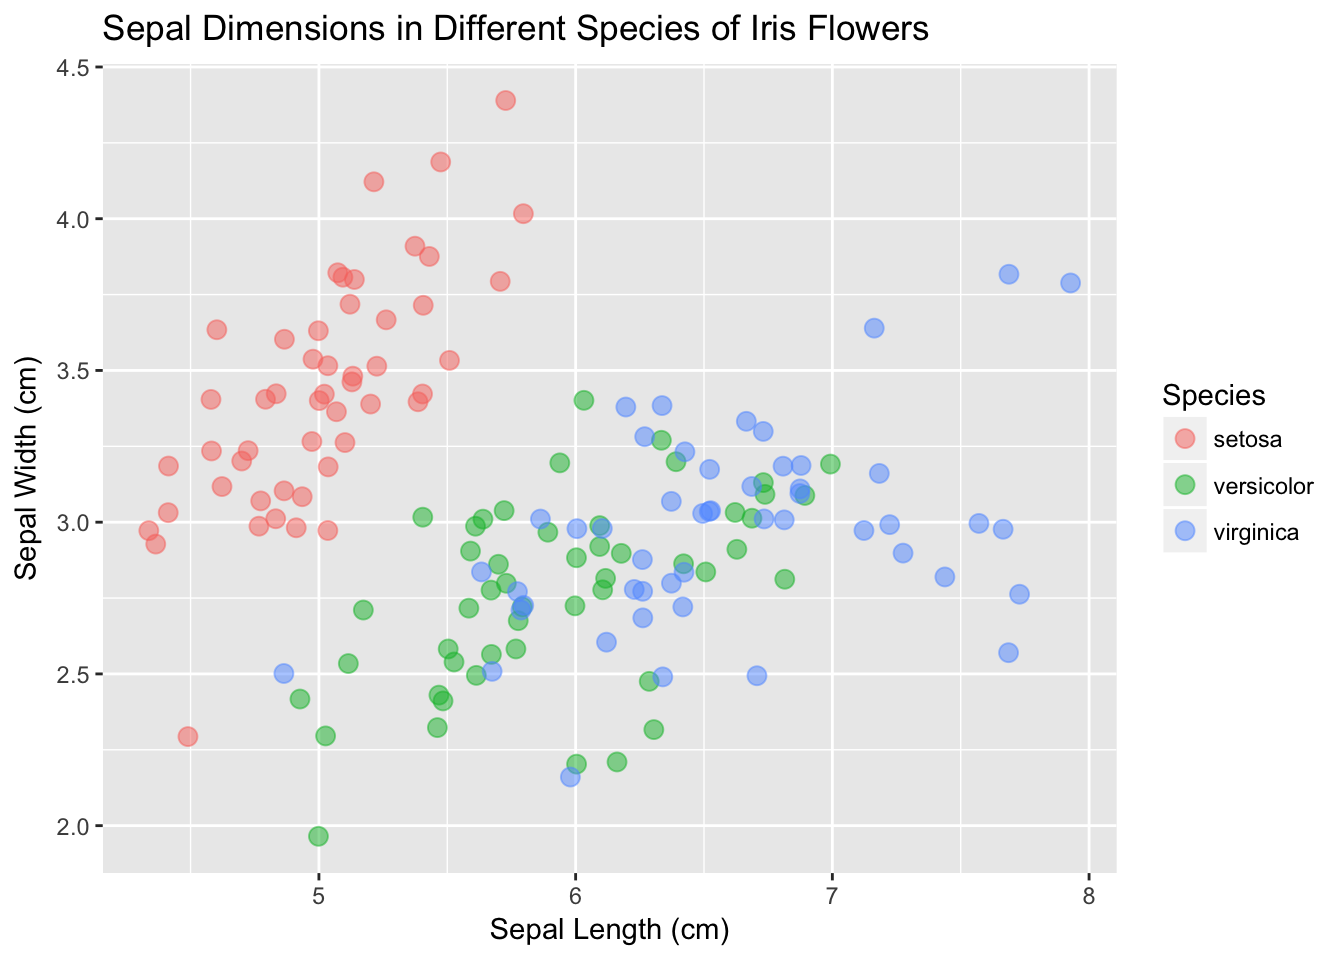 Sepal Dimensions in Different Species of Iris Flowers
4.5
4.0
3.5
3.0
2.5
2.0
Sepal Width (cm)
5 6 7 8
Sepal Length (cm)
Species
setosa
versicolor
virginica